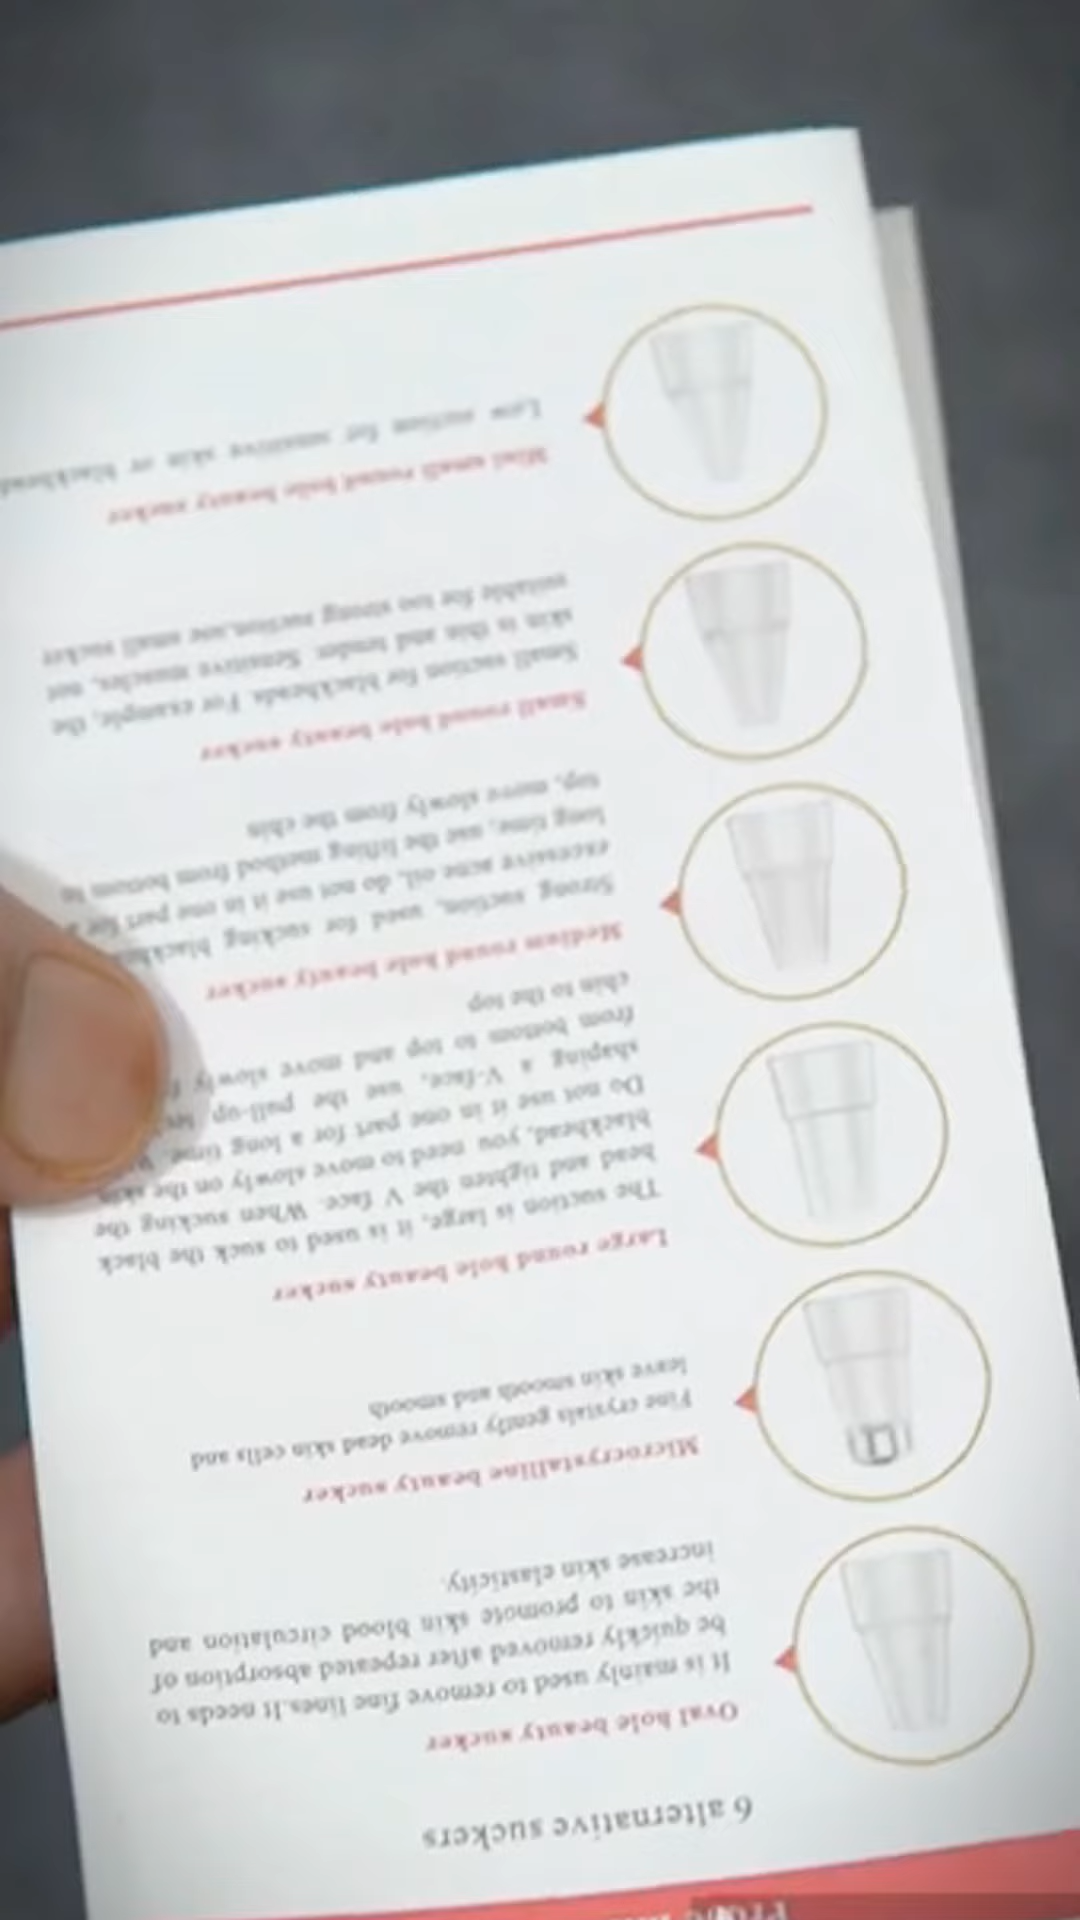 6 alternative suckers
Oval hole beauty sucker
It is mainly used to remove fine lines.It needs to
be quickly removed after repeated absorption of
the skin to promote skin blood circulation and
increase skin elasticity.
Microcrystalline beauty sucker
Fine crystals gently remove dead skin cells and
leave skin smooth and smooth
Large round hole beauty sucker
The suction is large, it is used to suck the black
head and tighten the V face. When sucking the
blackhead, you need to move slowly on the skin
Do not use it in one part for a long time,
shaping a V-face, use the pull-up,
from bottom to top and move slowly
chin to the top
Medium round hole beauty sucker
Strong suction, used for sucking
excessive acne oil, do not use it in one part for
long time, use the lifting method from bottom to
top, move slowly from the chin
Small round hole beauty sucker
Small suction for blackheads. For example, the
skin is thin and tender. Sensitive muscles, not
suitable for too strong suction,use small sucker
Mini small round hole beauty sucker
Low suction for sensitive skin or